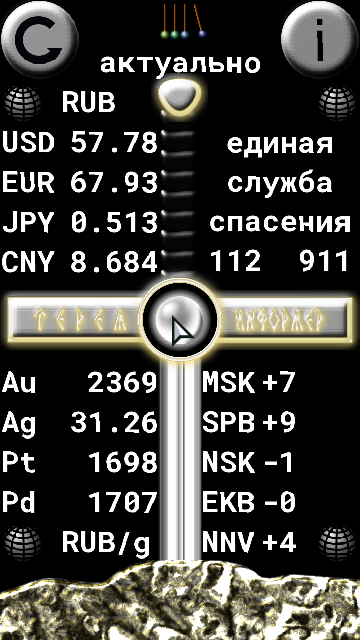 i
актуально
RUB
USD 57.78
EUR 67.93
JPY 0.513
CNY 8.684
единая
служба
спасения
112 911
ТЕРЕМ ИНФОРМЕР
Au 2369
Ag 31.26
Pt 1698
Pd 1707
RUB/g
MSK +7
SPB +9
NSK -1
EKB -0
NNV +4